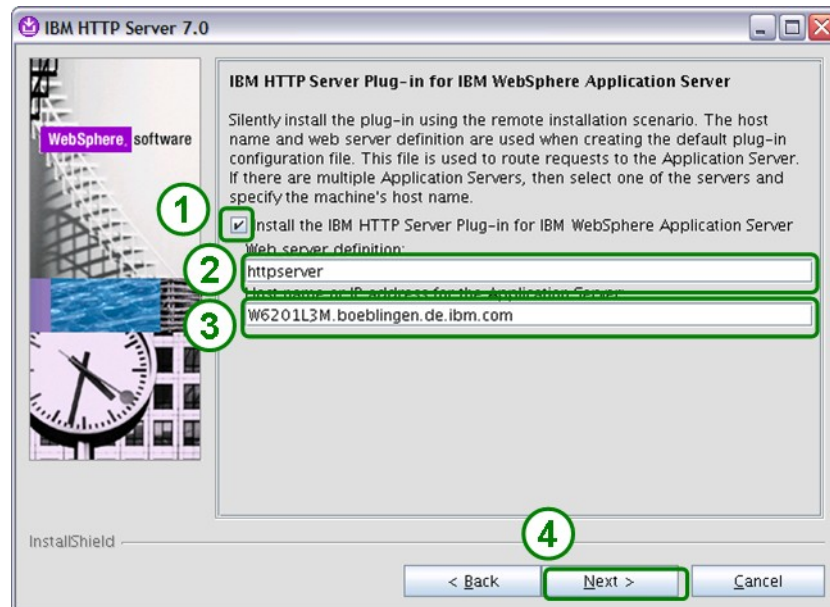 IBM HTTP Server 7.0
WebSphere software
IBM HTTP Server Plug-in for IBM WebSphere Application Server
Silently install the plug-in using the remote installation scenario. The host
name and web server definition are used when creating the default plug-in
configuration file. This file is used to route requests to the Application Server.
If there are multiple Application Servers, then select one of the servers and
specify the machine's host name.
1
Install the IBM HTTP Server Plug-in for IBM WebSphere Application Server
Web server definition:
2
httpserver
Host name or IP address for the Application Server:
3
W6201L3M.boeblingen.de.ibm.com
InstallShield
4
< Back
Next >
Cancel